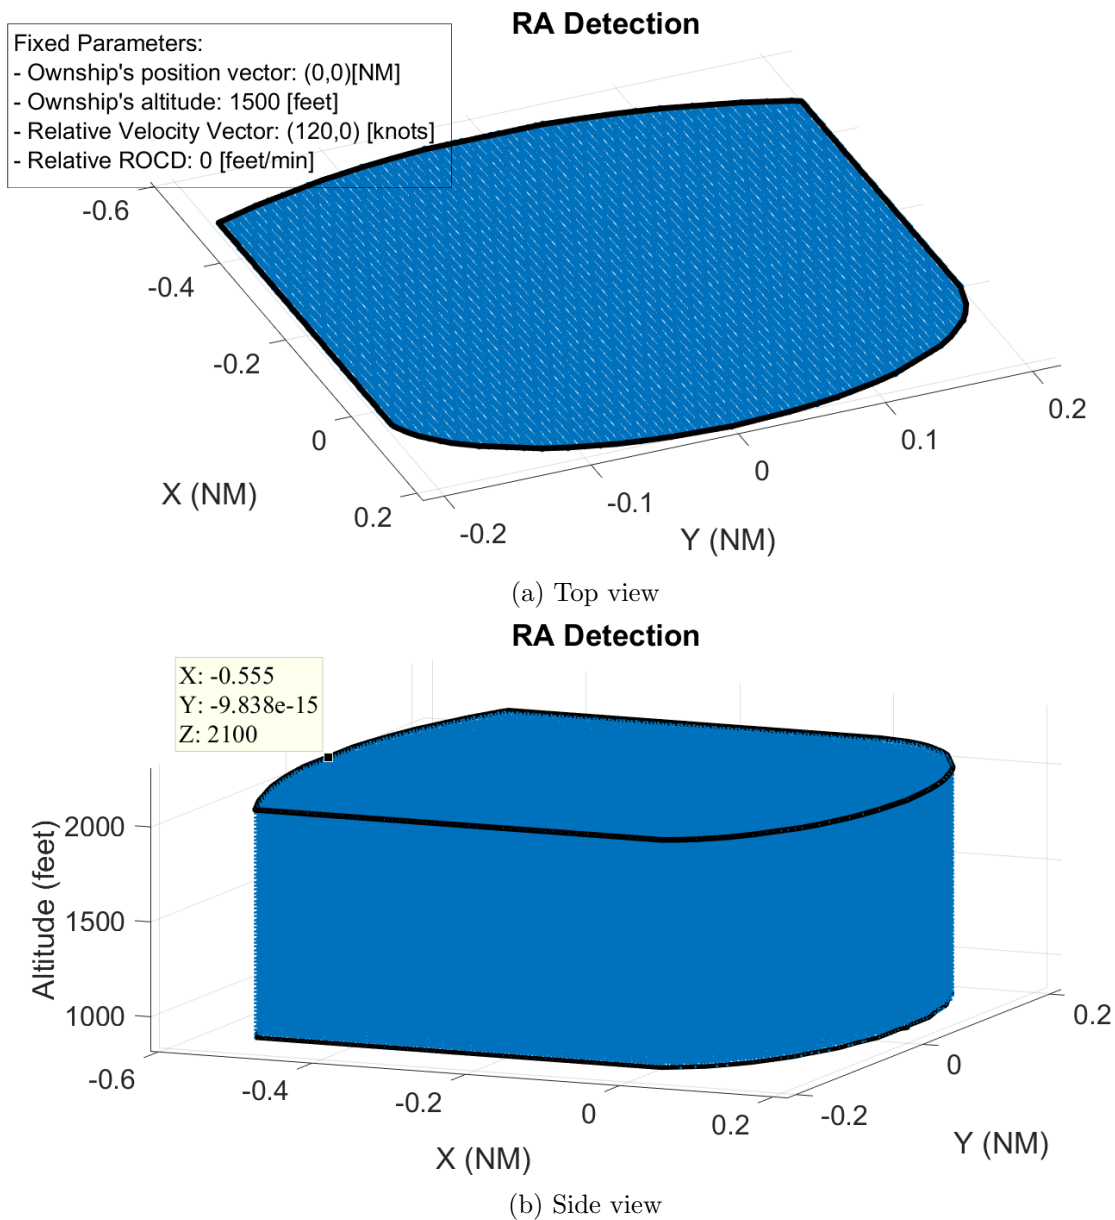 RA Detection
Fixed Parameters:
- Ownship's position vector: (0,0)[NM]
- Ownship's altitude: 1500 [feet]
- Relative Velocity Vector: (120,0) [knots]
- Relative ROCD: 0 [feet/min]
-0.6
-0.4
-0.2
0
0.2
X (NM)
-0.2
-0.1
0
0.1
0.2
Y (NM)
(a) Top view
RA Detection
X: -0.555
Y: -9.838e-15
Z: 2100
Altitude (feet)
2000
1500
1000
-0.6
-0.4
-0.2
0
0.2
X (NM)
-0.2
0
0.2
Y (NM)
(b) Side view